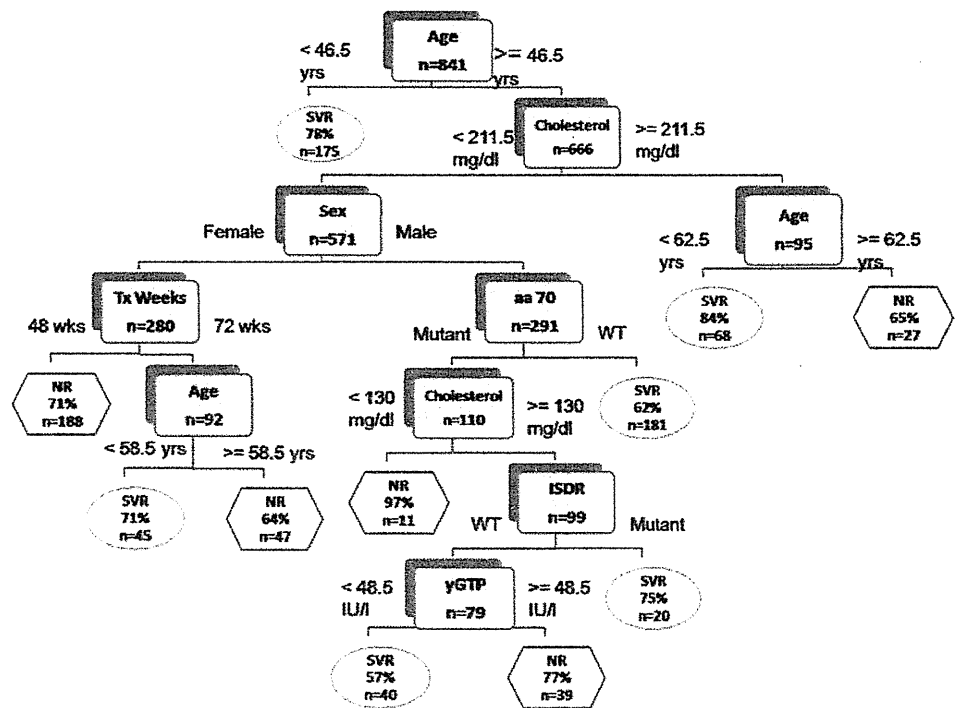 Age
n=841
< 46.5
yrs
>= 46.5
yrs
SVR
78%
n=175
Cholesterol
n=666
< 211.5
mg/dl
>= 211.5
mg/dl
Sex
n=571
Female
Male
Age
n=95
< 62.5
yrs
>= 62.5
yrs
SVR
84%
n=68
NR
65%
n=27
Tx Weeks
n=280
48 wks
72 wks
aa 70
n=291
Mutant
WT
NR
71%
n=188
Age
n=92
< 58.5 yrs
>= 58.5 yrs
SVR
71%
n=45
NR
64%
n=47
Cholesterol
n=110
< 130
mg/dl
>= 130
mg/dl
SVR
62%
n=181
NR
97%
n=11
ISDR
n=99
WT
Mutant
yGTP
n=79
< 48.5
IU/l
>= 48.5
IU/l
SVR
75%
n=20
SVR
57%
n=40
NR
77%
n=39